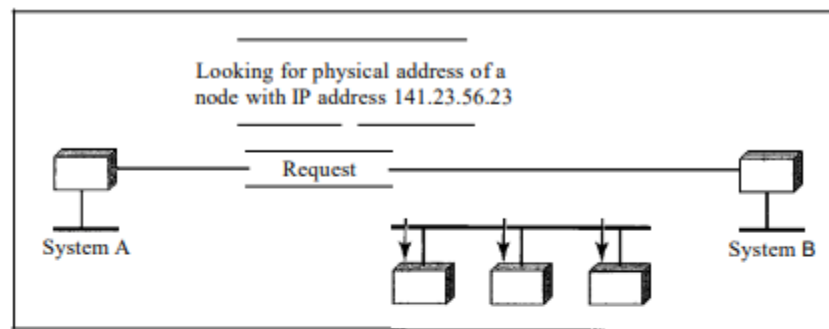 Looking for physical address of a
node with IP address 141.23.56.23
Request
System A
System B